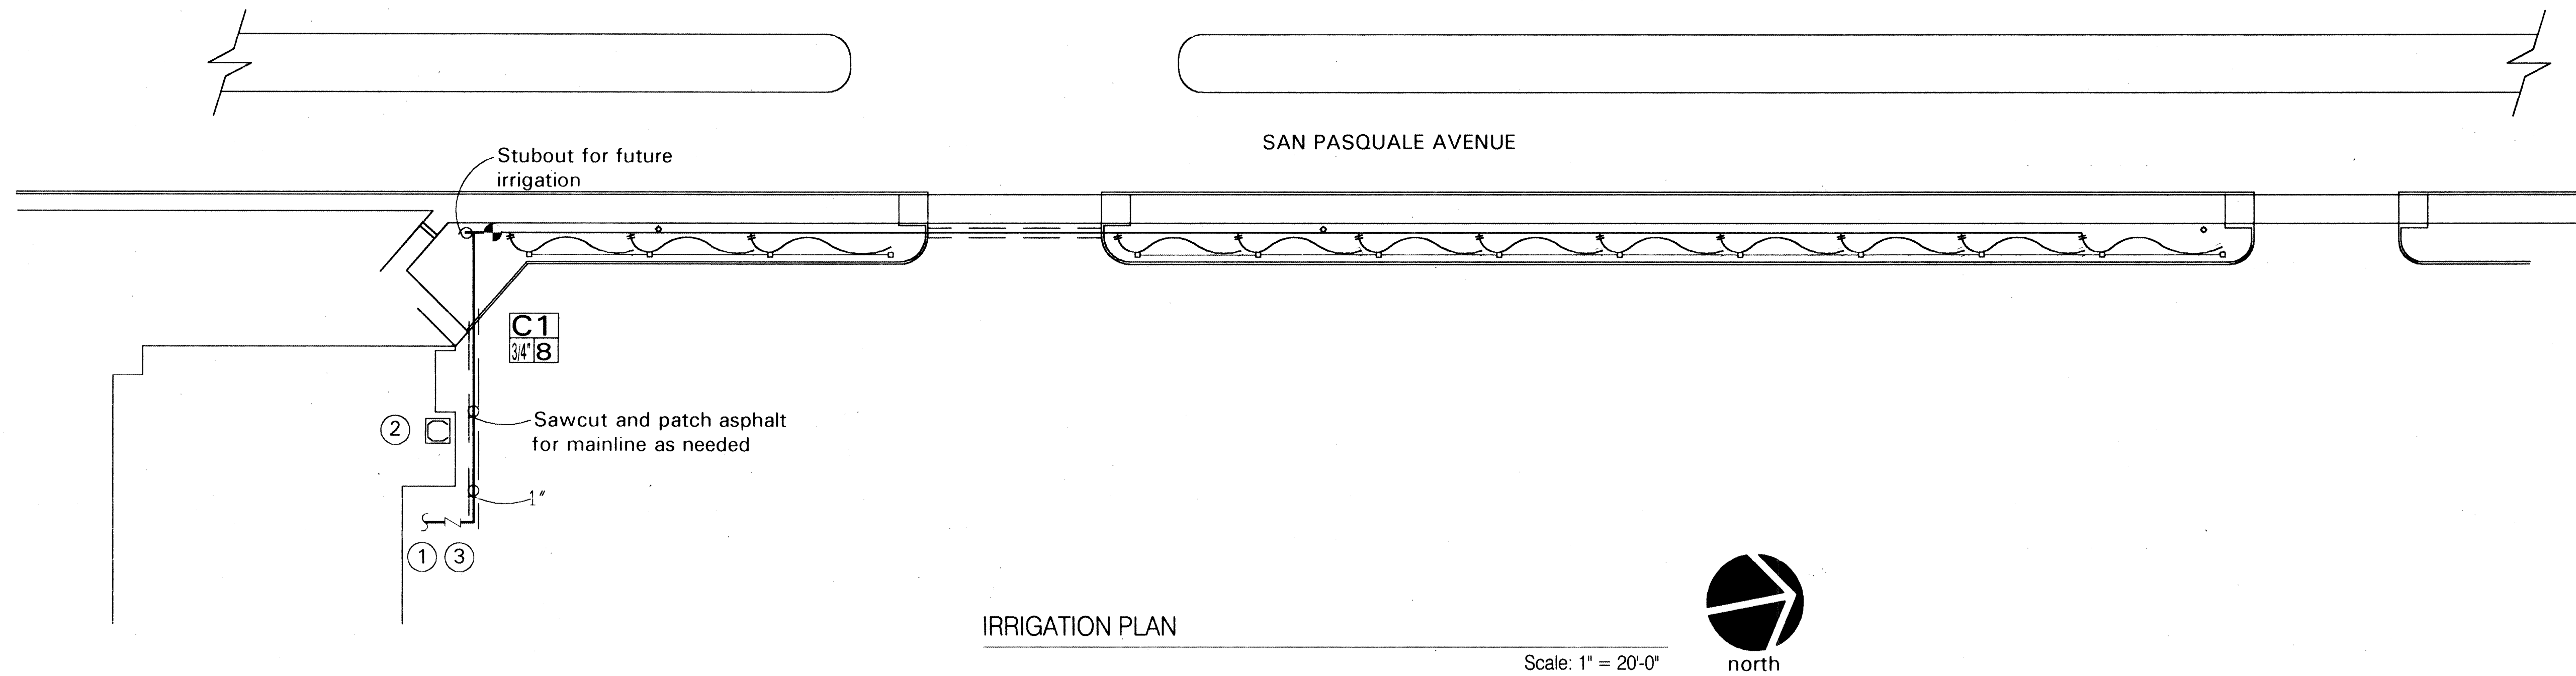 SAN PASQUALE AVENUE
Stubout for future
irrigation
C1
3/4" 8
Sawcut and patch asphalt
for mainline as needed
2
C
1"
1 3
IRRIGATION PLAN
Scale: 1" = 20'-0"
north